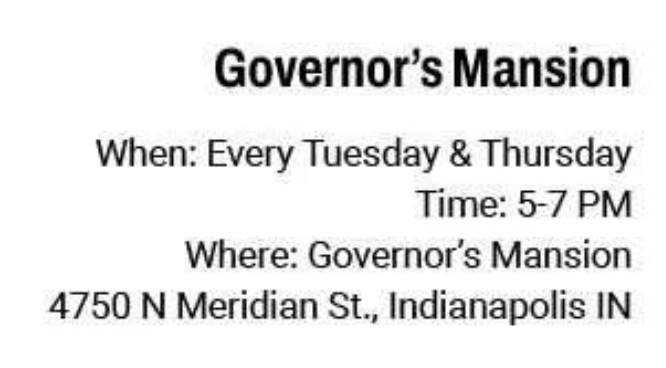 Governor's Mansion
When: Every Tuesday & Thursday
Time: 5-7 PM
Where: Governor's Mansion
4750 N Meridian St., Indianapolis IN